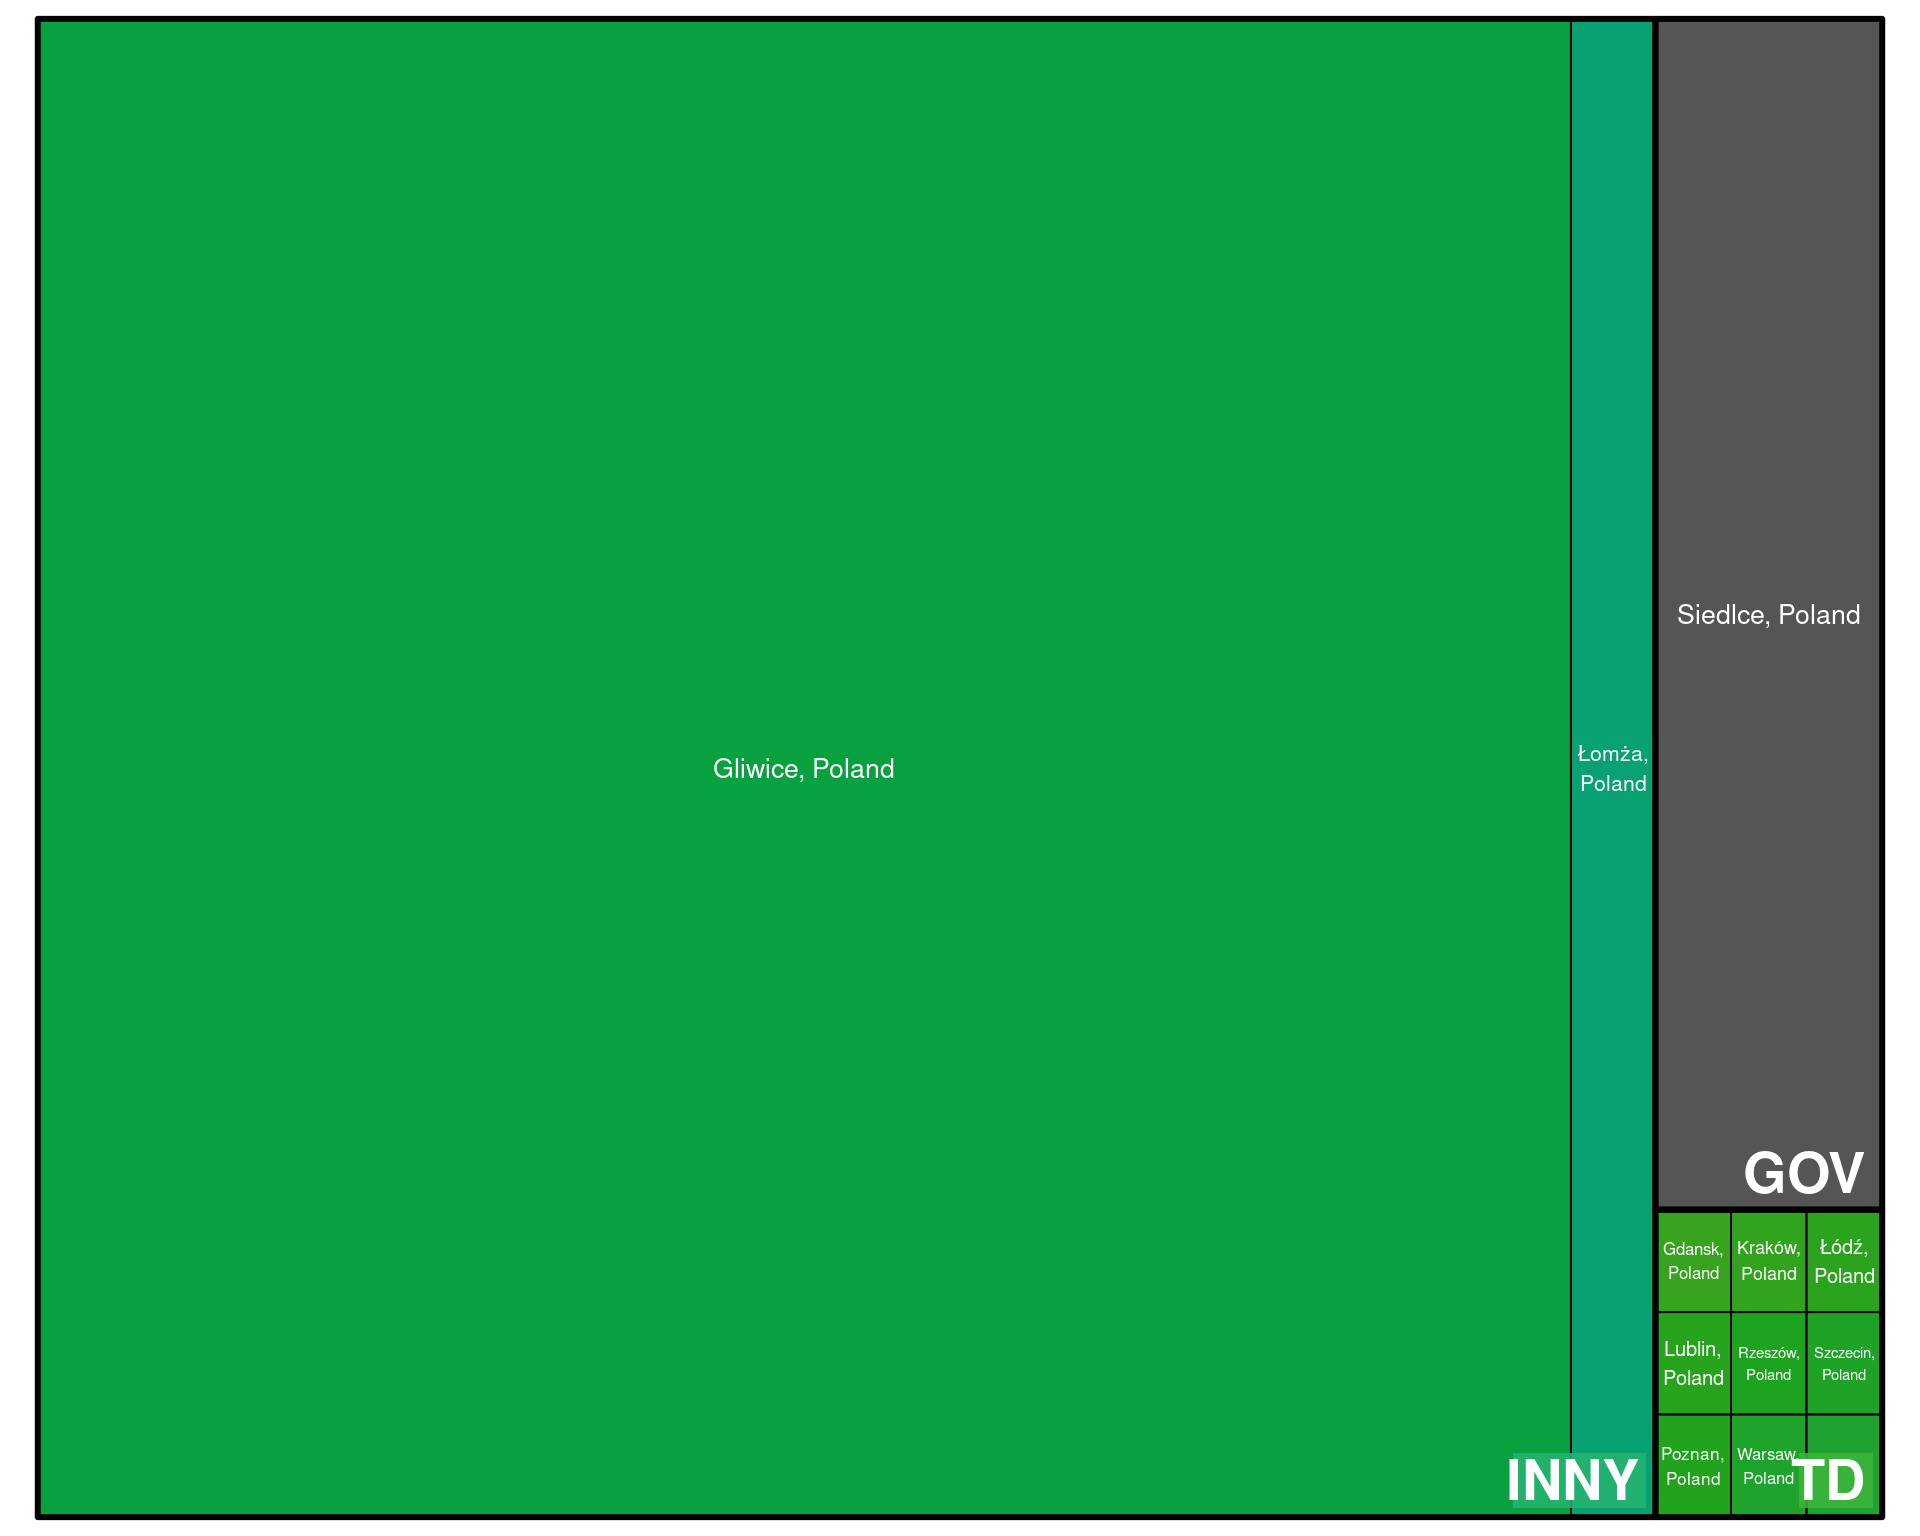 Gliwice, Poland
Łomża,
Poland
INNY
Siedlce, Poland
GOV
Gdansk,
Poland
Kraków,
Poland
Łódź,
Poland
Lublin,
Poland
Rzeszów,
Poland
Szczecin,
Poland
Poznan,
Poland
Warsaw,
Poland
TD